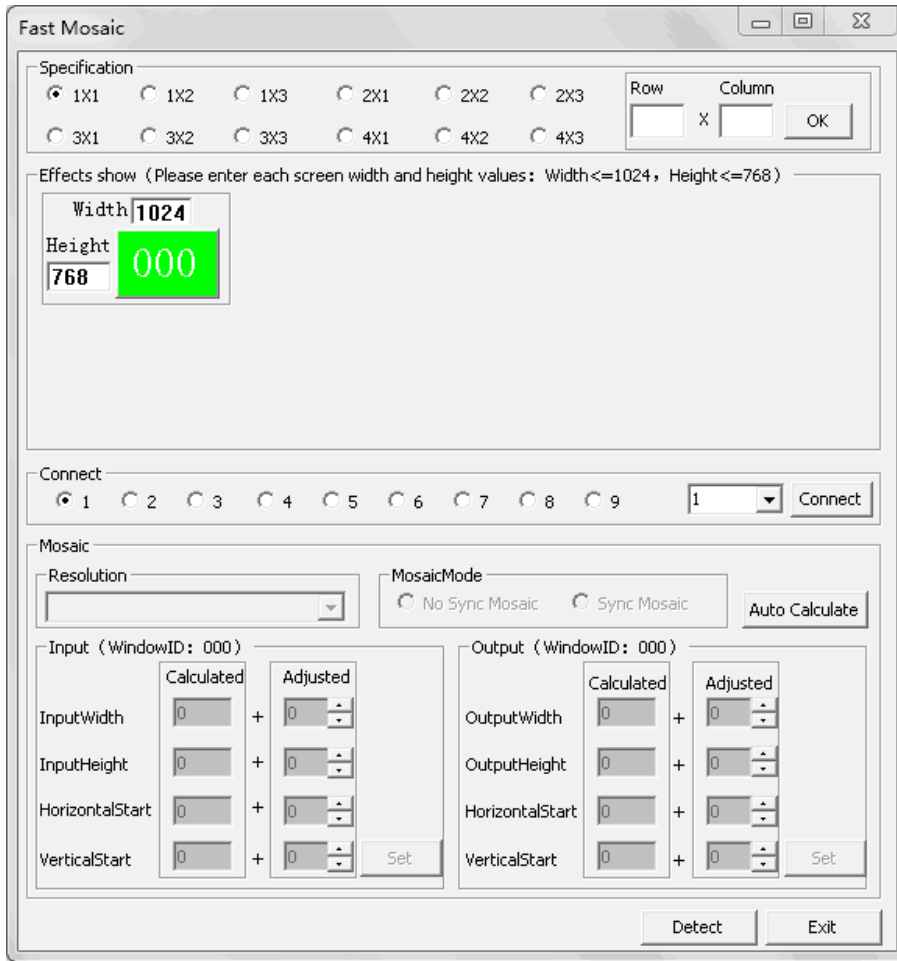 Fast Mosaic
Specification
1X1 1X2 1X3 2X1 2X2 2X3
3X1 3X2 3X3 4X1 4X2 4X3
Row Column
X OK
Effects show (Please enter each screen width and height values: Width<=1024, Height<=768)
Width 1024
Height
768
000
Connect
1 2 3 4 5 6 7 8 9 1 Connect
Mosaic
Resolution
MosaicMode
No Sync Mosaic Sync Mosaic
Auto Calculate
Input (WindowID: 000)
Calculated Adjusted
InputWidth 0 + 0
InputHeight 0 + 0
HorizontalStart 0 + 0
VerticalStart 0 + 0 Set
Output (WindowID: 000)
Calculated Adjusted
OutputWidth 0 + 0
OutputHeight 0 + 0
HorizontalStart 0 + 0
VerticalStart 0 + 0 Set
Detect Exit